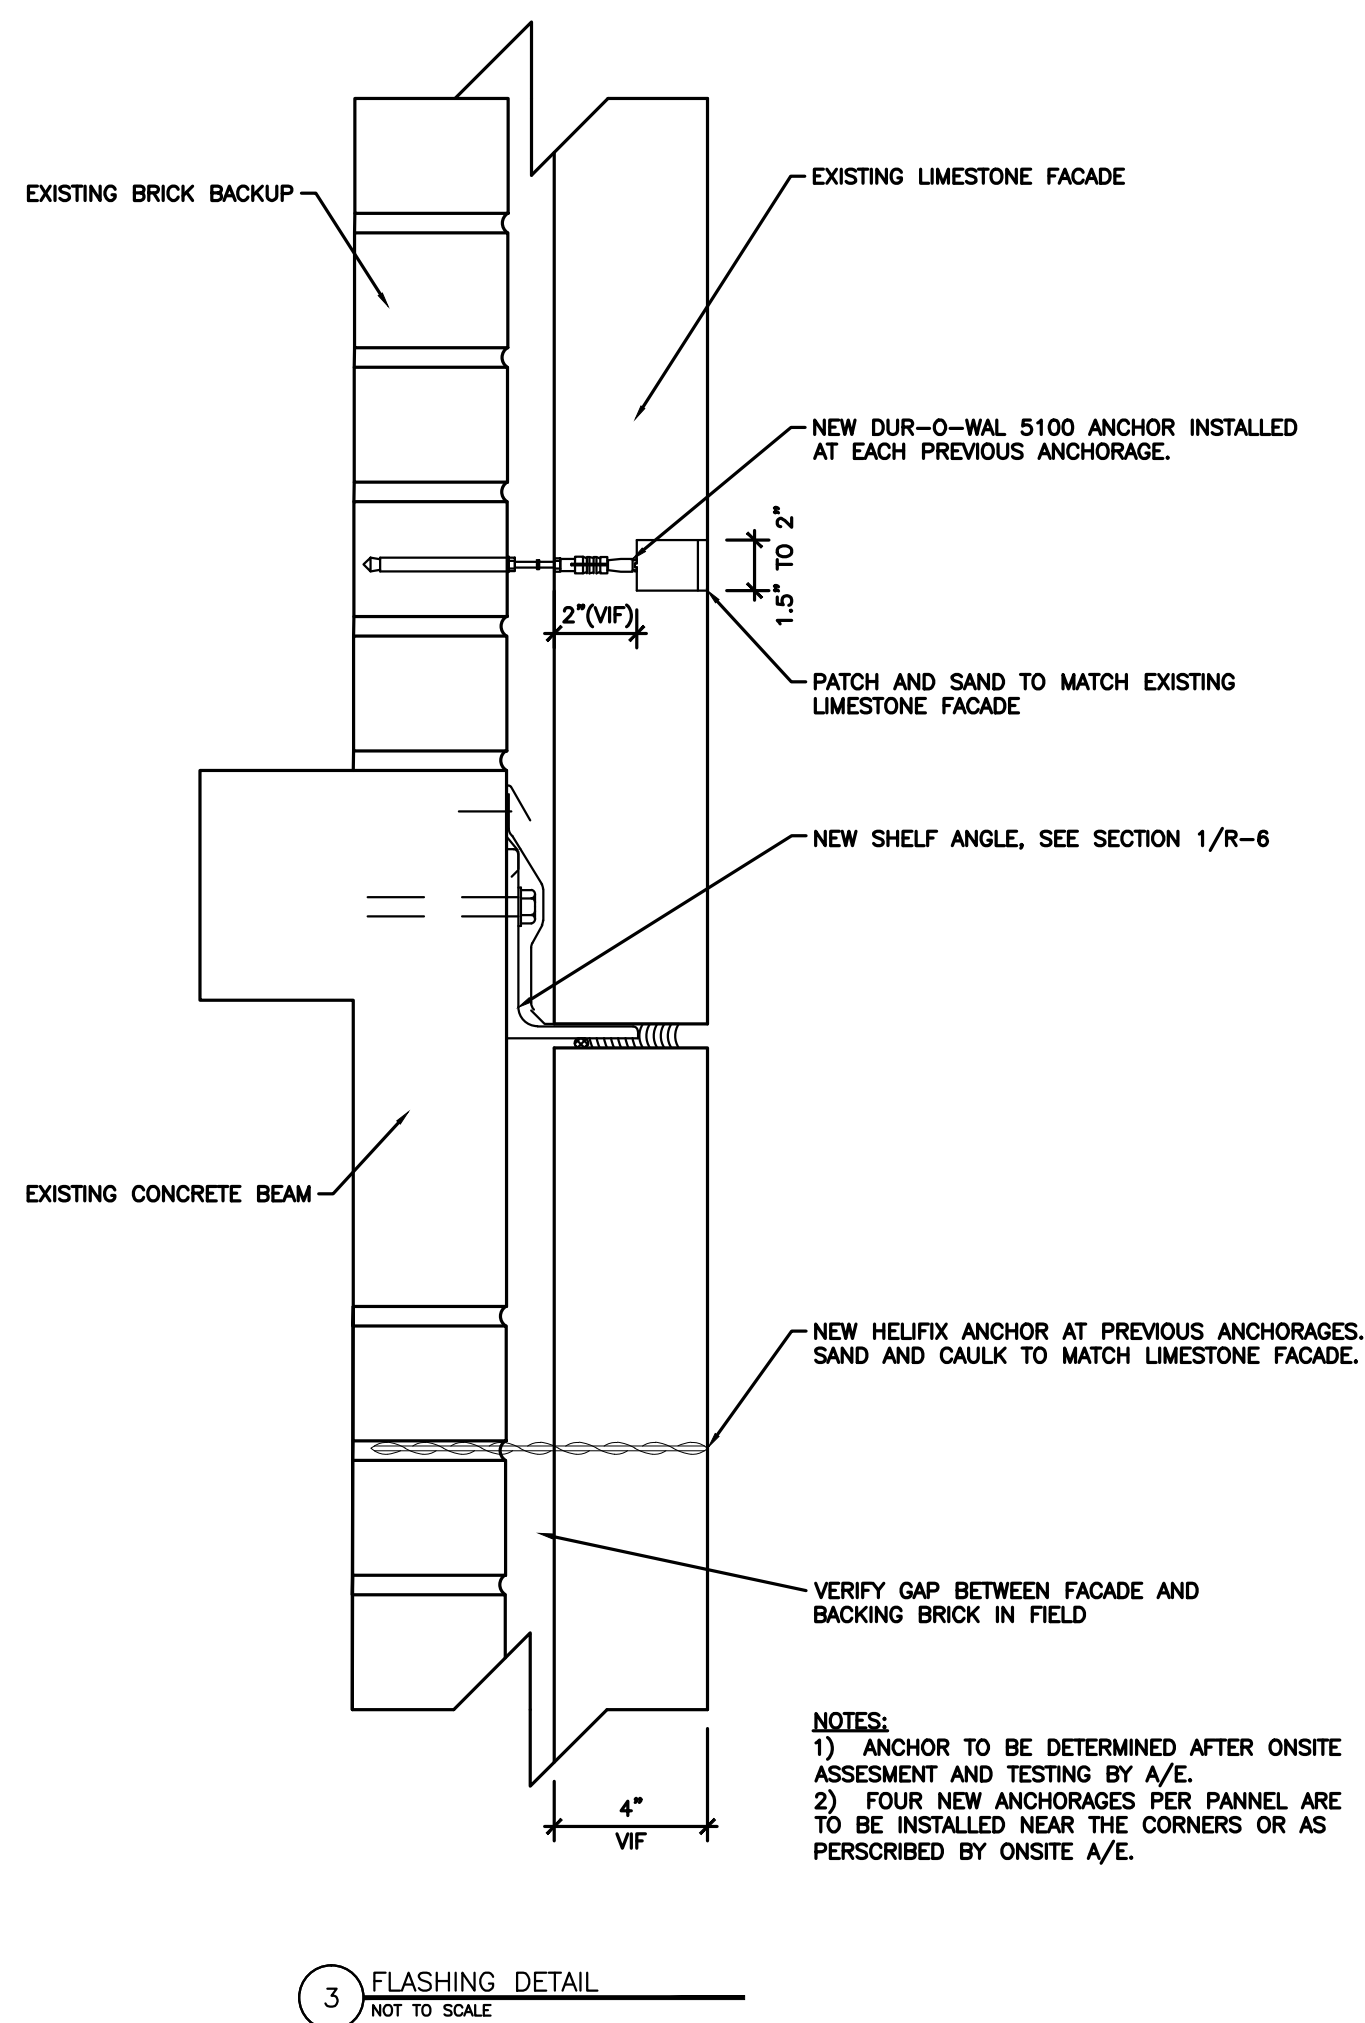 EXISTING BRICK BACKUP
EXISTING LIMESTONE FACADE
NEW DUR-O-WAL 5100 ANCHOR INSTALLED
AT EACH PREVIOUS ANCHORAGE.
1.5" TO 2"
2"(VIF)
PATCH AND SAND TO MATCH EXISTING
LIMESTONE FACADE
NEW SHELF ANGLE, SEE SECTION 1/R-6
EXISTING CONCRETE BEAM
NEW HELIFIX ANCHOR AT PREVIOUS ANCHORAGES.
SAND AND CAULK TO MATCH LIMESTONE FACADE.
VERIFY GAP BETWEEN FACADE AND
BACKING BRICK IN FIELD
NOTES:
1) ANCHOR TO BE DETERMINED AFTER ONSITE
ASSESMENT AND TESTING BY A/E.
2) FOUR NEW ANCHORAGES PER PANNEL ARE
TO BE INSTALLED NEAR THE CORNERS OR AS
PERSCRIBED BY ONSITE A/E.
4"
VIF
3
FLASHING DETAIL
NOT TO SCALE